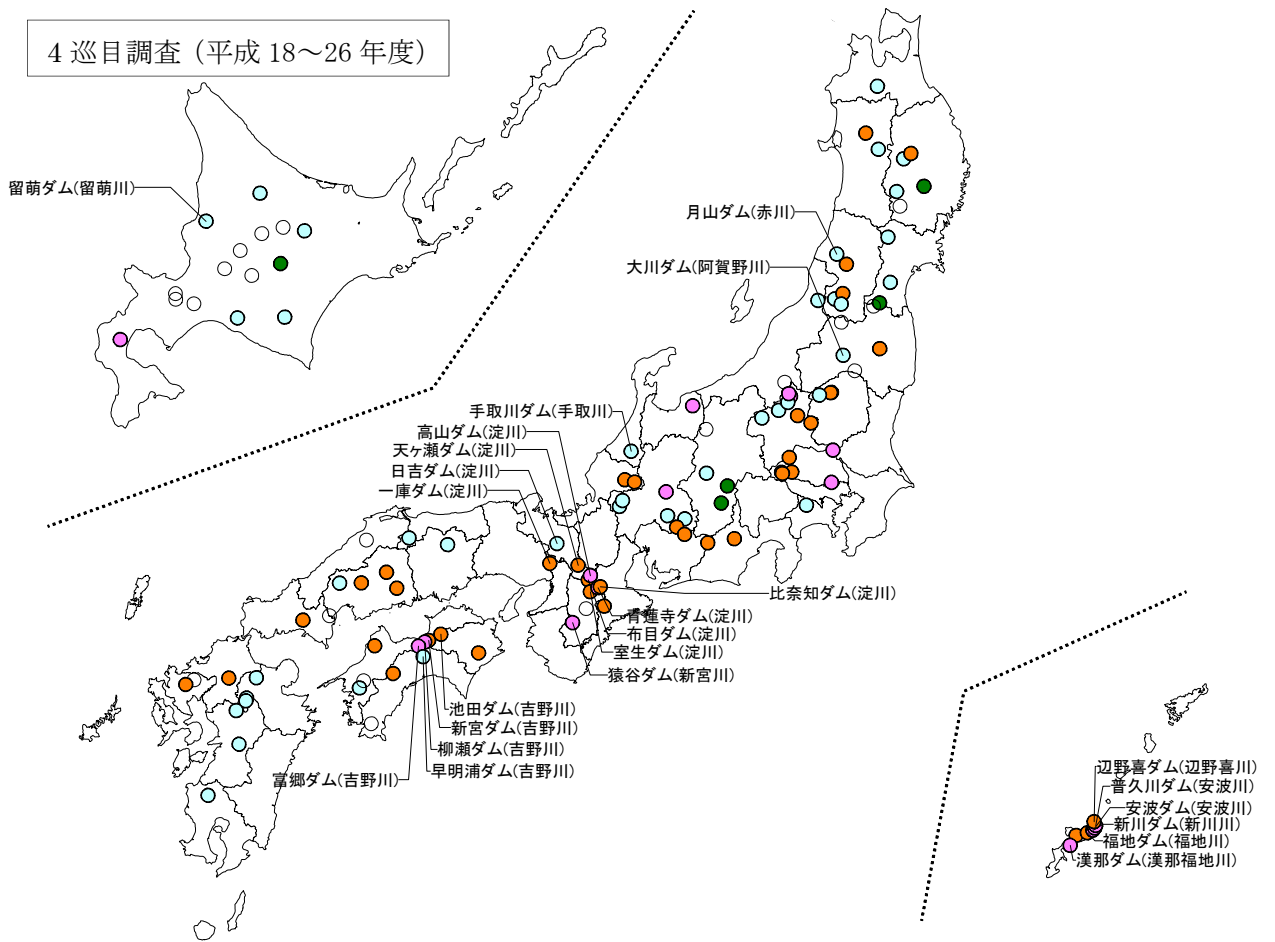 4巡目調査（平成18～26年度）
留萌ダム(留萌川)
月山ダム(赤川)
大川ダム(阿賀野川)
手取川ダム(手取川)
高山ダム(淀川)
天ヶ瀬ダム(淀川)
日吉ダム(淀川)
一庫ダム(淀川)
比奈知ダム(淀川)
青蓮寺ダム(淀川)
布目ダム(淀川)
室生ダム(淀川)
猿谷ダム(新宮川)
池田ダム(吉野川)
新宮ダム(吉野川)
柳瀬ダム(吉野川)
早明浦ダム(吉野川)
富郷ダム(吉野川)
辺野喜ダム(辺野喜川)
普久川ダム(安波川)
安波ダム(安波川)
新川ダム(新川川)
福地ダム(福地川)
漢那ダム(漢那福地川)